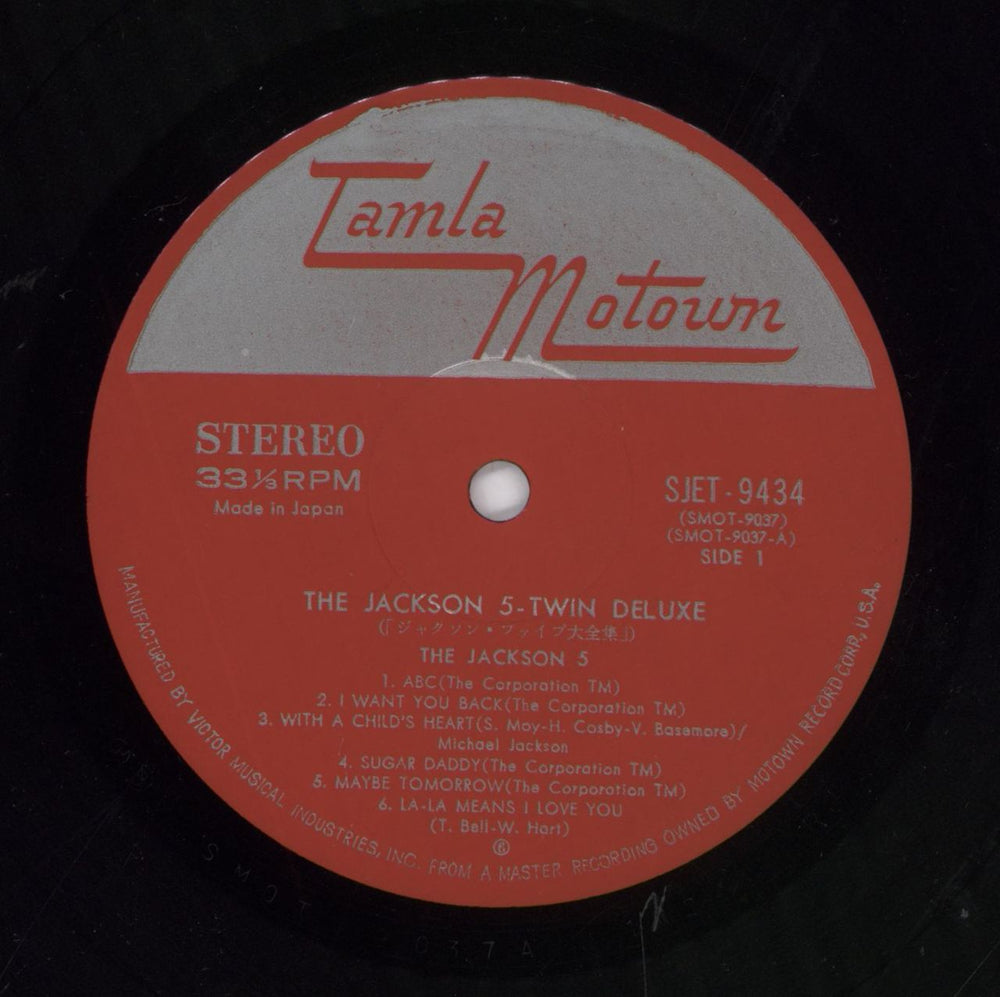 Tamla
Motown
STEREO
33⅓RPM
Made in Japan
SJET-9434
(SMOT-9037)
(SMOT-9037-A)
SIDE 1
THE JACKSON 5-TWIN DELUXE
(「ジャクソン・ファイブ大全集」)
THE JACKSON 5
1. ABC(The Corporation TM)
2. I WANT YOU BACK(The Corporation TM)
3. WITH A CHILD'S HEART(S. Moy-H. Cosby-V. Basemore)/
Michael Jackson
4. SUGAR DADDY(The Corporation TM)
5. MAYBE TOMORROW(The Corporation TM)
6. LA-LA MEANS I LOVE YOU
(T. Bell-W. Hart)
Ⓡ
MANUFACTURED BY VICTOR MUSICAL INDUSTRIES, INC. FROM A MASTER RECORDING OWNED BY MOTOWN RECORD CORP., U.S.A.